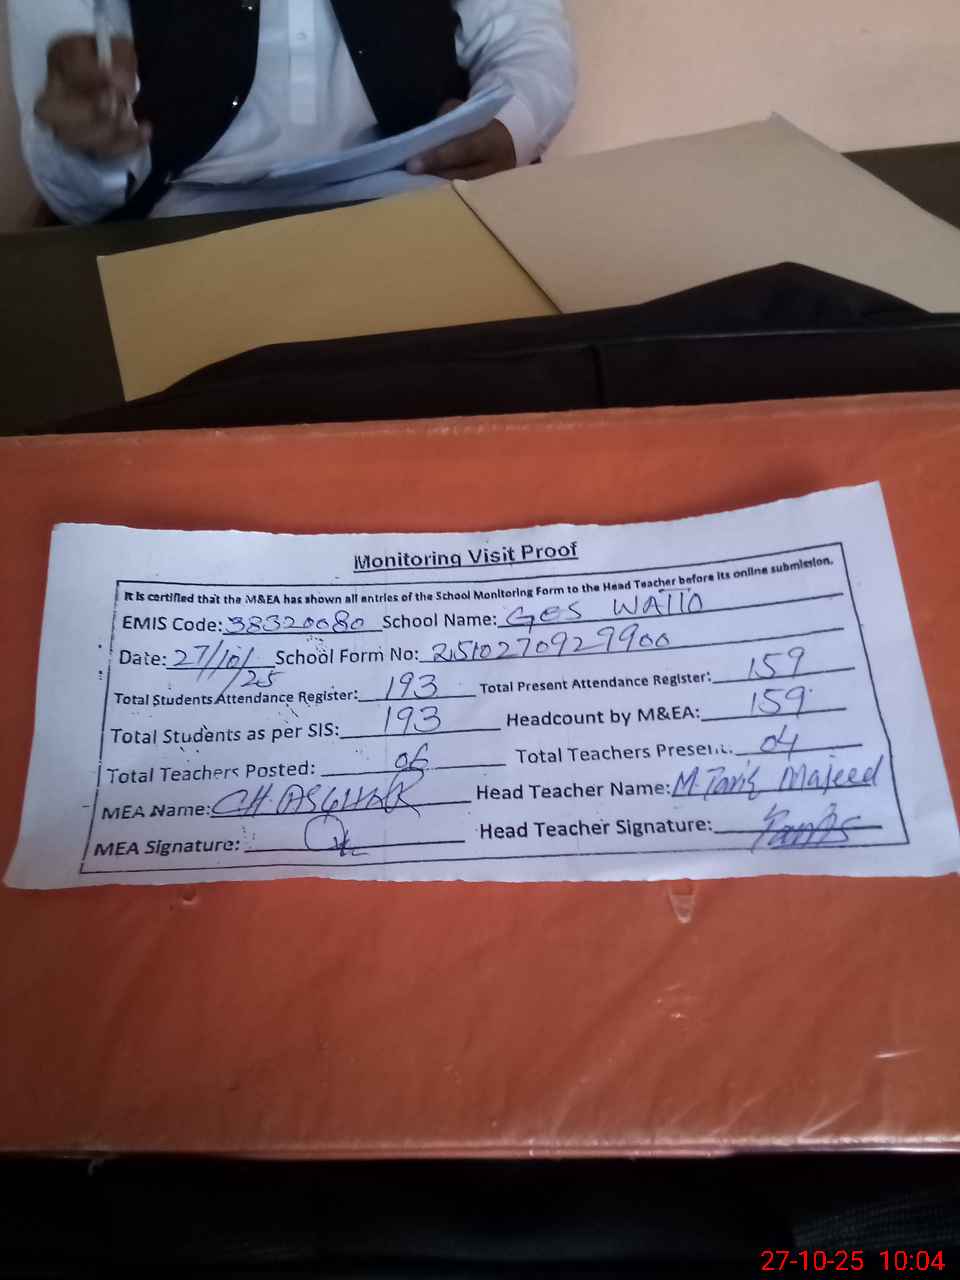 Monitoring Visit Proof
It is certified that the M&EA has shown all entries of the School Monitoring Form to the Head Teacher before its online submission.
EMIS Code: 38320080 School Name: GES WALLA
Date: 27/10/25 School Form No: 2510270929900
Total Students Attendance Register: 193 Total Present Attendance Register: 159
Total Students as per SIS: 193 Headcount by M&EA: 159
Total Teachers Posted: 06 Total Teachers Present: 04
MEA Name: CH. ASGHAR Head Teacher Name: M. Tariq Majeed
MEA Signature: Head Teacher Signature:
27-10-25 10:04